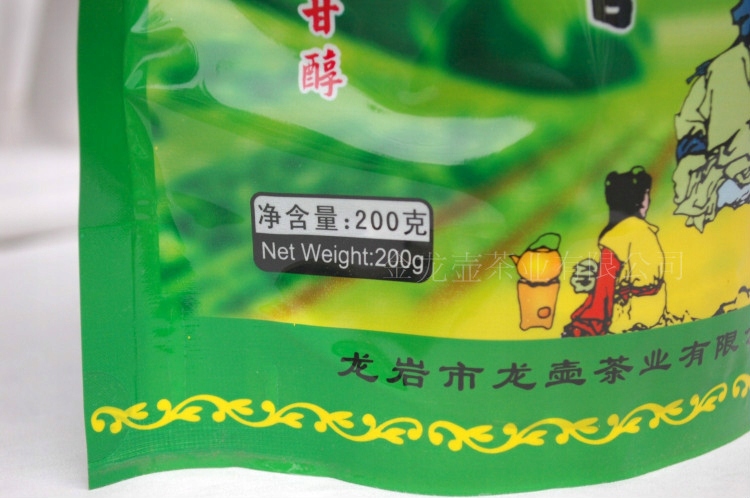 甘醇
净含量:200克
Net Weight:200g
金龙壶茶业有限公司
龙岩市龙壶茶业有限